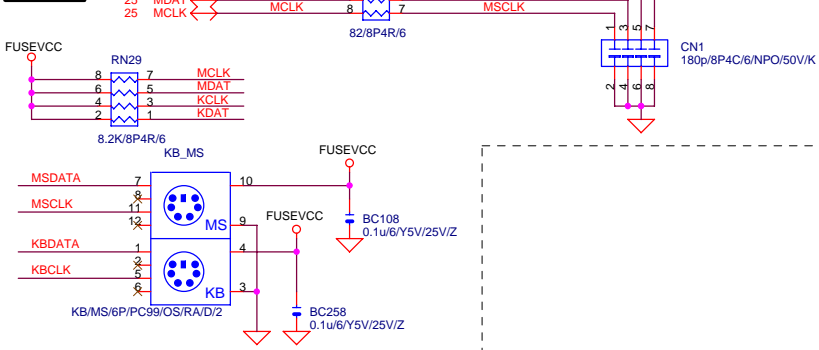 25 MDAT
25 MCLK MCLK 8 7 MSCLK
82/8P4R/6
1 3 5 7
CN1
180p/8P4C/6/NPO/50V/K
2 4 6 8
FUSEVCC
RN29
8 7 MCLK
6 5 MDAT
4 3 KCLK
2 1 KDAT
8.2K/8P4R/6
KB_MS
FUSEVCC
MSDATA 7 10
8
MSCLK 11
12 MS 9
BC108
0.1u/6/Y5V/25V/Z
FUSEVCC
KBDATA 1 4
2
KBCLK 5
6 KB 3
KB/MS/6P/PC99/OS/RA/D/2
BC258
0.1u/6/Y5V/25V/Z